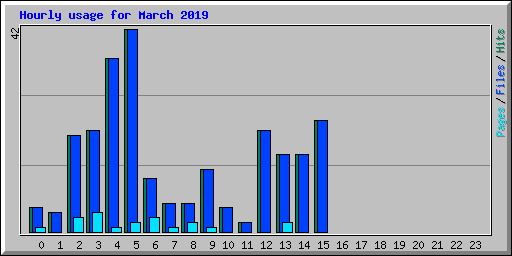 Hourly usage for March 2019
42
Pages/Files/Hits
0 1 2 3 4 5 6 7 8 9 10 11 12 13 14 15 16 17 18 19 20 21 22 23